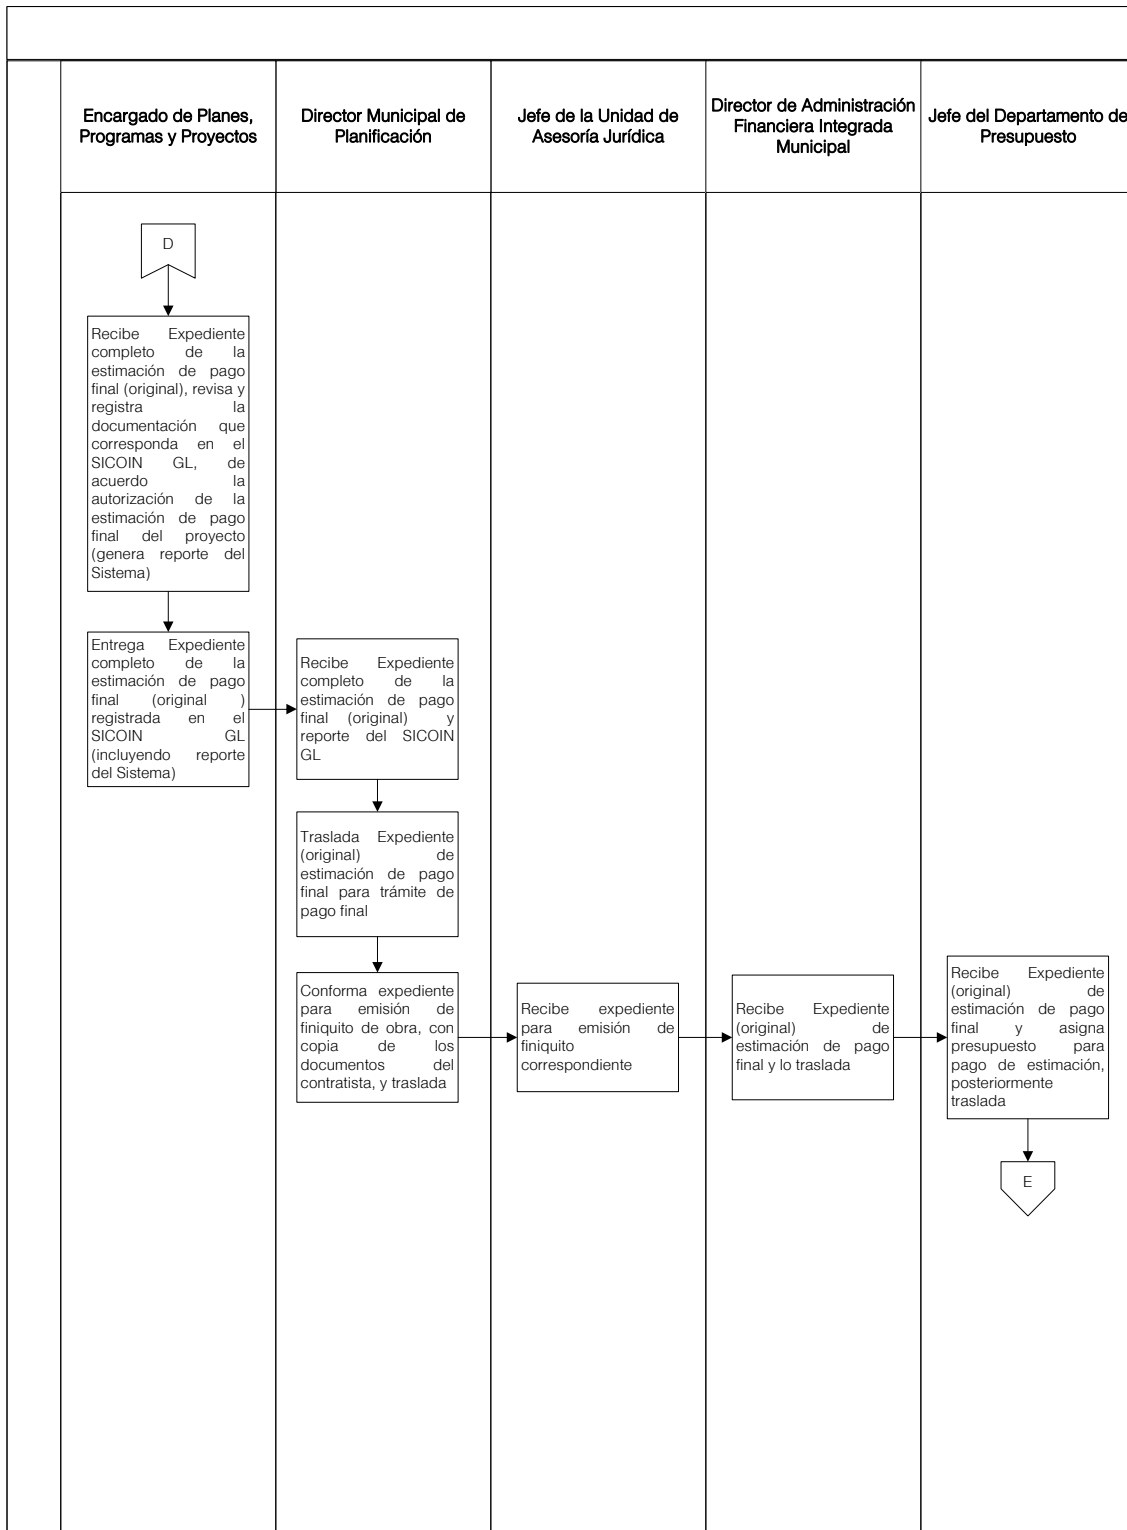 Encargado de Planes,
Programas y Proyectos
Director Municipal de
Planificación
Jefe de la Unidad de
Asesoría Jurídica
Director de Administración
Financiera Integrada
Municipal
Jefe del Departamento de
Presupuesto
D
Recibe Expediente
completo de la
estimación de pago
final (original), revisa y
registra la
documentación que
corresponda en el
SICOIN GL, de
acuerdo la
autorización de la
estimación de pago
final del proyecto
(genera reporte del
Sistema)
Entrega Expediente
completo de la
estimación de pago
final (original )
registrada en el
SICOIN GL
(incluyendo reporte
del Sistema)
Recibe Expediente
completo de la
estimación de pago
final (original) y
reporte del SICOIN
GL
Traslada Expediente
(original) de
estimación de pago
final para trámite de
pago final
Conforma expediente
para emisión de
finiquito de obra, con
copia de los
documentos del
contratista, y traslada
Recibe expediente
para emisión de
finiquito
correspondiente
Recibe Expediente
(original) de
estimación de pago
final y lo traslada
Recibe Expediente
(original) de
estimación de pago
final y asigna
presupuesto para
pago de estimación,
posteriormente
traslada
E